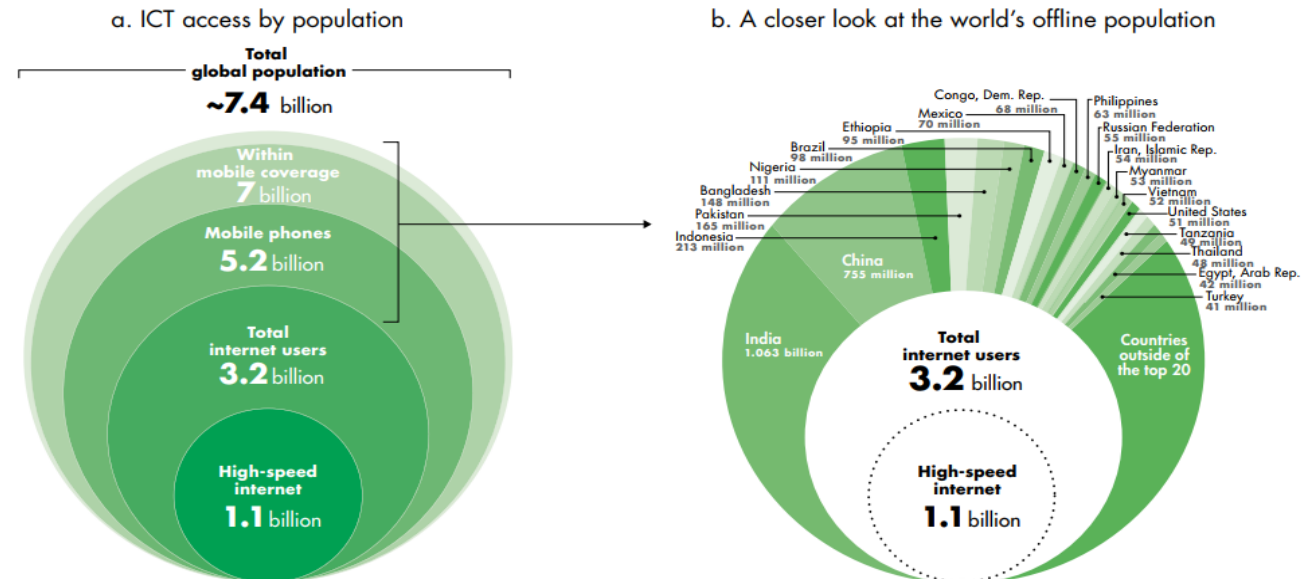 a. ICT access by population
Total
global population
~7.4 billion
Within
mobile coverage
7 billion
Mobile phones
5.2 billion
Total
internet users
3.2 billion
High-speed
internet
1.1 billion
b. A closer look at the world's offline population
Congo, Dem. Rep.
68 million
Mexico
70 million
Ethiopia
95 million
Brazil
98 million
Nigeria
111 million
Bangladesh
148 million
Pakistan
165 million
Indonesia
213 million
Philippines
63 million
Russian Federation
55 million
Iran, Islamic Rep.
54 million
Myanmar
53 million
Vietnam
52 million
United States
51 million
Tanzania
49 million
Thailand
48 million
Egypt, Arab Rep.
42 million
Turkey
41 million
China
755 million
India
1.063 billion
Countries
outside of
the top 20
Total
internet users
3.2 billion
High-speed
internet
1.1 billion